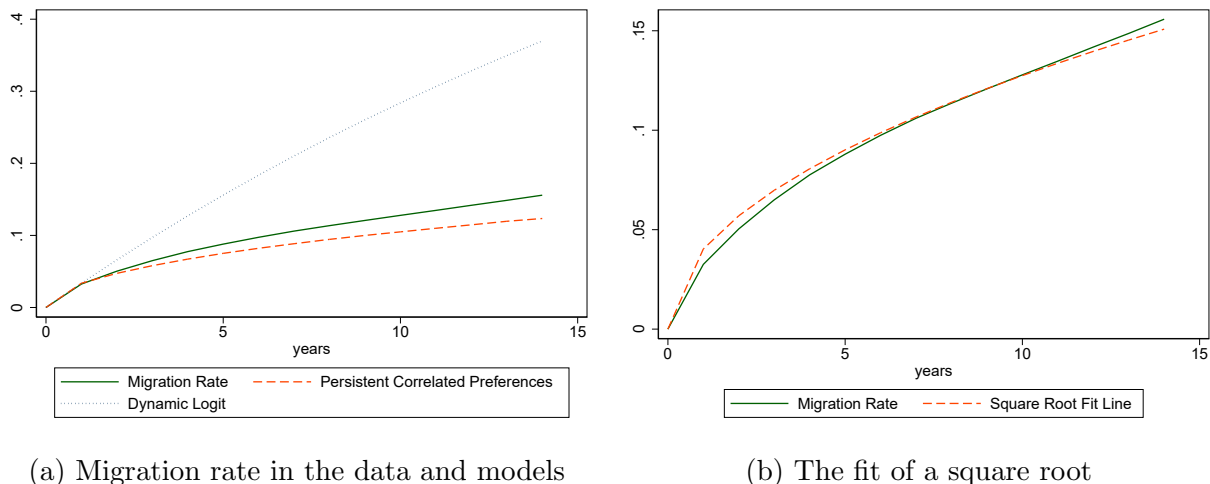 .4
.3
.2
.1
0
0 5 10 15
years
Migration Rate Persistent Correlated Preferences
Dynamic Logit
(a) Migration rate in the data and models
.15
.1
.05
0
0 5 10 15
years
Migration Rate Square Root Fit Line
(b) The fit of a square root